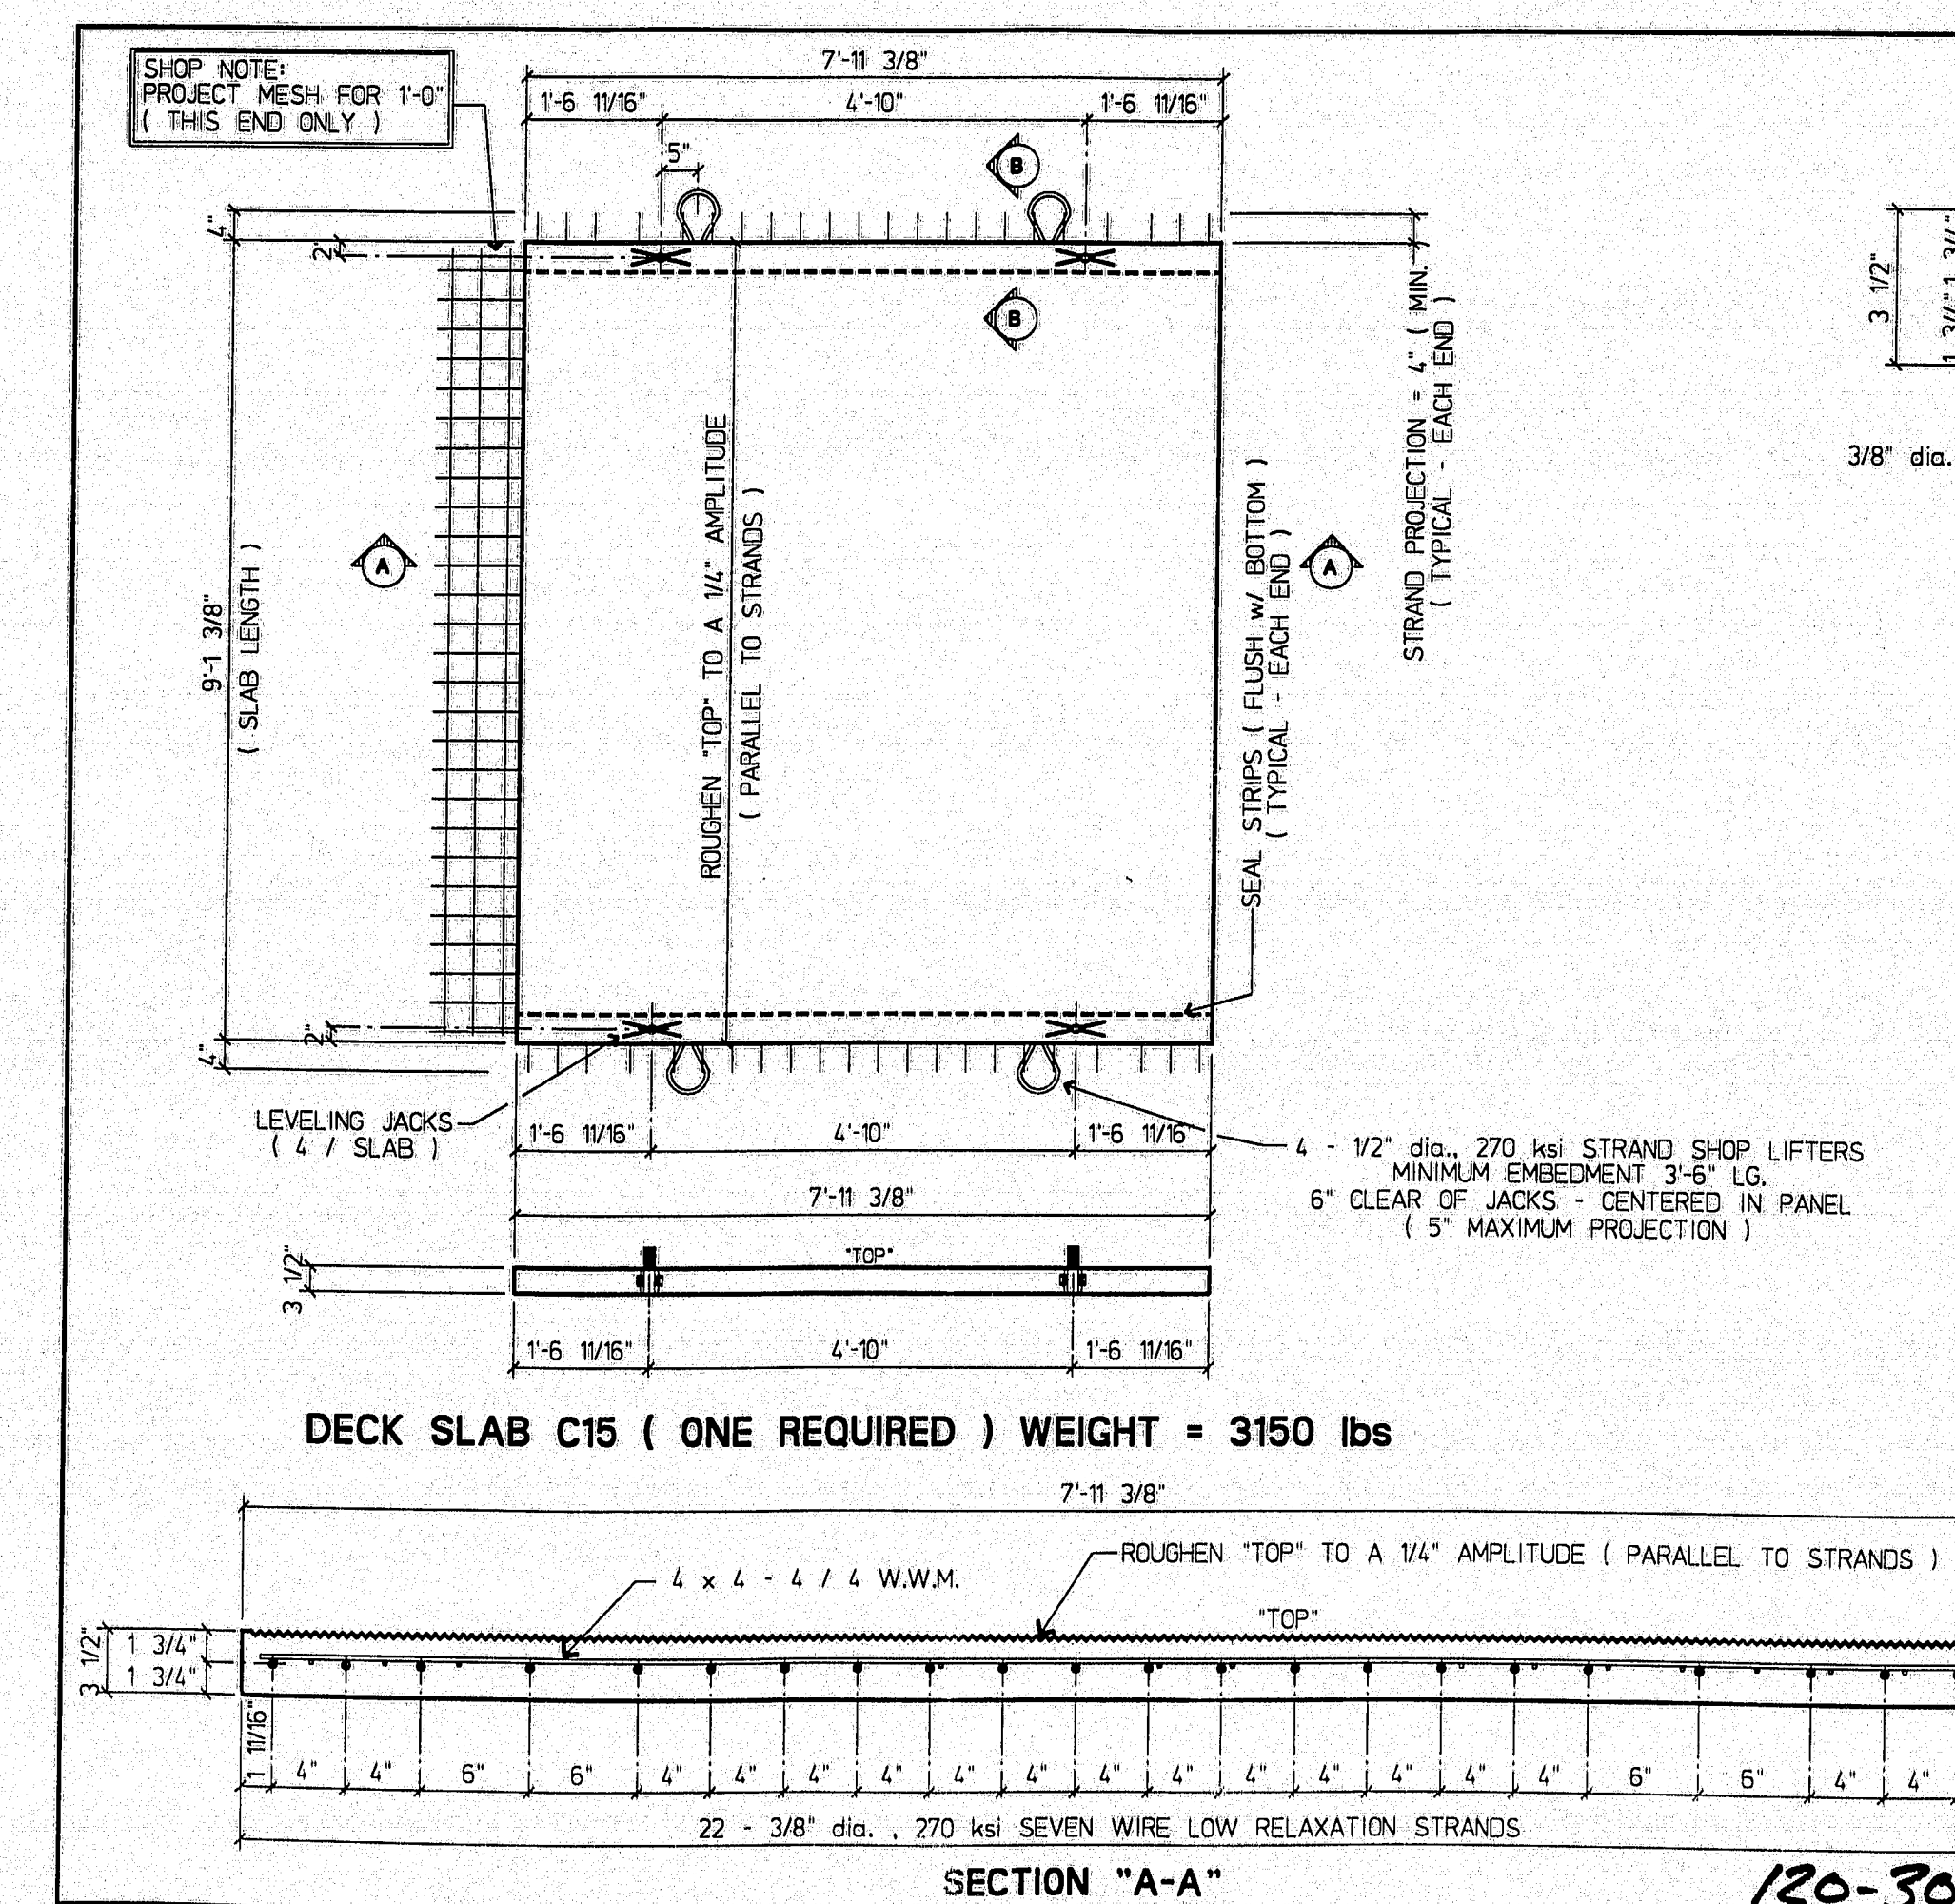 SHOP NOTE:
PROJECT MESH FOR 1'-0"
( THIS END ONLY )
7'-11 3/8"
1'-6 11/16"
4'-10"
1'-6 11/16"
5"
B
4"
2"
B
9'-1 3/8"
( SLAB LENGTH )
A
ROUGHEN "TOP" TO A 1/4" AMPLITUDE
( PARALLEL TO STRANDS )
SEAL STRIPS ( FLUSH w/ BOTTOM )
( TYPICAL - EACH END )
A
STRAND PROJECTION = 4" ( MIN. )
( TYPICAL - EACH END )
3 1/2"
1 3/4" 1 3/4"
3/8" dia.
2"
4"
LEVELING JACKS
( 4 / SLAB )
1'-6 11/16"
4'-10"
1'-6 11/16
7'-11 3/8"
4 - 1/2" dia., 270 ksi STRAND SHOP LIFTERS
MINIMUM EMBEDMENT 3'-6" LG.
6" CLEAR OF JACKS - CENTERED IN PANEL
( 5" MAXIMUM PROJECTION )
3 1/2"
"TOP"
1'-6 11/16"
4'-10"
1'-6 11/16"
DECK SLAB C15 ( ONE REQUIRED ) WEIGHT = 3150 lbs
7'-11 3/8"
4 x 4 - 4 / 4 W.W.M.
ROUGHEN "TOP" TO A 1/4" AMPLITUDE ( PARALLEL TO STRANDS )
"TOP"
3 1/2"
1 3/4"
1 3/4"
1 11/16"
4" 4" 6" 6" 4" 4" 4" 4" 4" 4" 4" 4" 4" 4" 4" 4" 4" 6" 6" 4" 4"
22 - 3/8" dia. , 270 ksi SEVEN WIRE LOW RELAXATION STRANDS
SECTION "A-A"
120-30